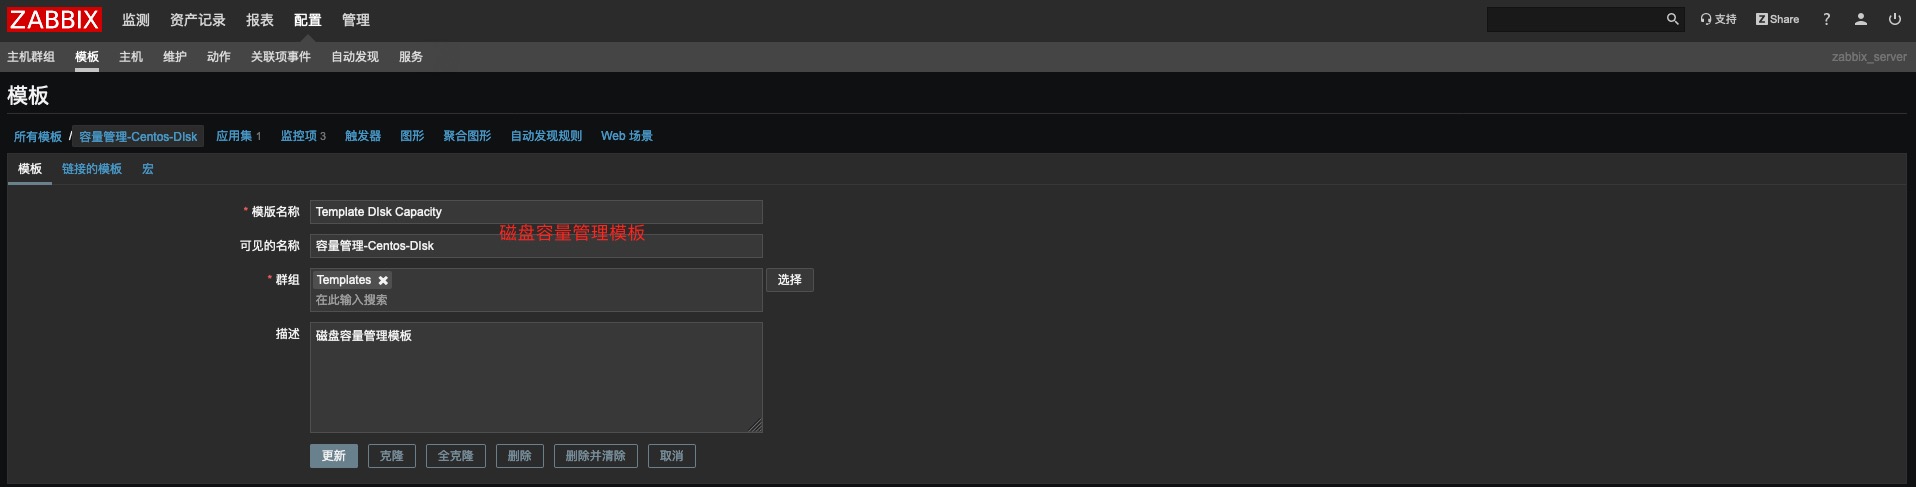 ZABBIX 监测 资产记录 报表 配置 管理 支持 Z Share ?
主机群组 模板 主机 维护 动作 关联项事件 自动发现 服务 zabbix_server
模板
所有模板 / 容量管理-Centos-DIsk 应用集 1 监控项 3 触发器 图形 聚合图形 自动发现规则 Web 场景
模板 链接的模板 宏
* 模版名称 Template DIsk Capacity
磁盘容量管理模板
可见的名称 容量管理-Centos-DIsk
* 群组 Templates 选择
在此输入搜索
描述 磁盘容量管理模板
更新 克隆 全克隆 删除 删除并清除 取消